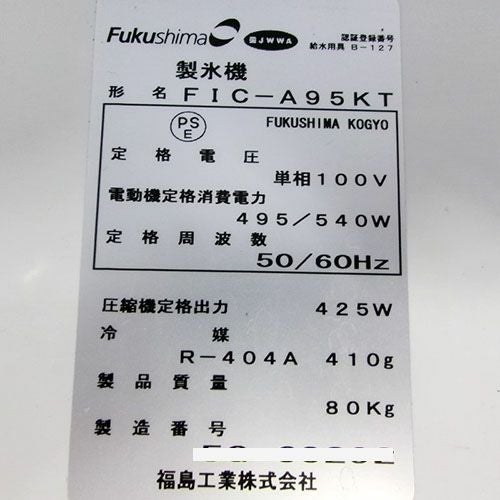 Fukushima JWWA 認証登録番号
給水用具 B-127
製氷機
形名 FIC-A95KT
PSE FUKUSHIMA KOGYO
定格電圧
単相100V
電動機定格消費電力
495/540W
定格周波数
50/60Hz
圧縮機定格出力 425W
冷媒
R-404A 410g
製品質量
80Kg
製造番号
福島工業株式会社